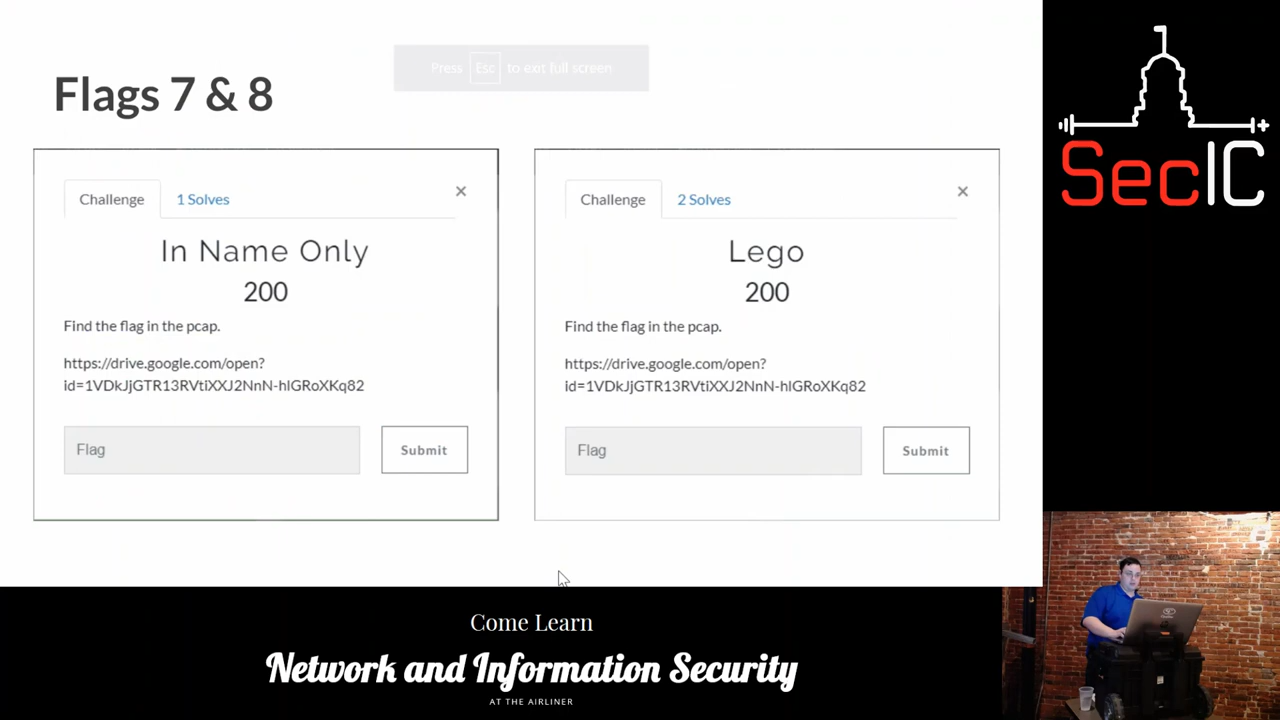 Press Esc to exit full screen
Flags 7 & 8
Challenge
1 Solves
×
In Name Only
200
Find the flag in the pcap.
https://drive.google.com/open?
id=1VDkJjGTR13RVtiXXJ2NnN-hlGRoXKq82
Flag
Submit
Challenge
2 Solves
×
Lego
200
Find the flag in the pcap.
https://drive.google.com/open?
id=1VDkJjGTR13RVtiXXJ2NnN-hlGRoXKq82
Flag
Submit
SecIC
Come Learn
Network and Information Security
AT THE AIRLINER